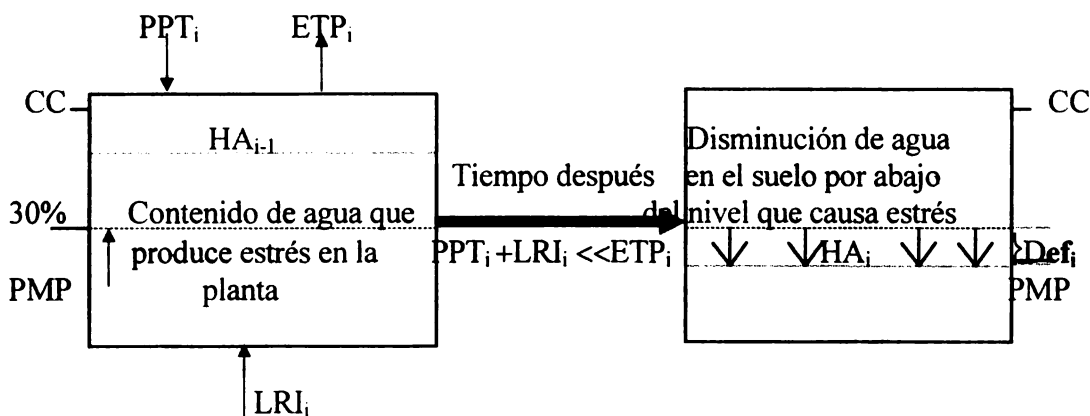 PPTᵢ ETPᵢ
CC CC
HAᵢ₋₁ Disminución de agua
Tiempo después en el suelo por abajo
30% Contenido de agua que del nivel que causa estrés
produce estrés en la PPTᵢ+LRIᵢ <<ETPᵢ HAᵢ }Defᵢ
PMP planta PMP
LRIᵢ